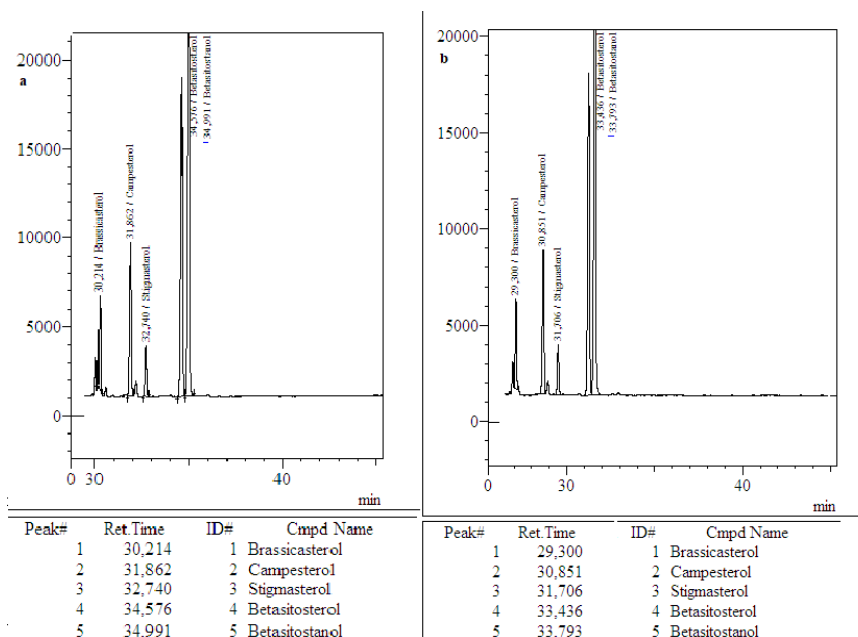 a
20000
15000
10000
5000
0
0 30 40
min
30,214 / Brassicasterol
31,862 / Campesterol
32,740 / Stigmasterol
34,576 / Betasitosterol
34,991 / Betasitostanol
Peak# Ret.Time ID# Cmpd Name
1 30,214 1 Brassicasterol
2 31,862 2 Campesterol
3 32,740 3 Stigmasterol
4 34,576 4 Betasitosterol
5 34,991 5 Betasitostanol
b
20000
15000
10000
5000
0
0 30 40
min
29,300 / Brassicasterol
30,851 / Campesterol
31,706 / Stigmasterol
33,436 / Betasitosterol
33,793 / Betasitostanol
Peak# Ret.Time ID# Cmpd Name
1 29,300 1 Brassicasterol
2 30,851 2 Campesterol
3 31,706 3 Stigmasterol
4 33,436 4 Betasitosterol
5 33,793 5 Betasitostanol